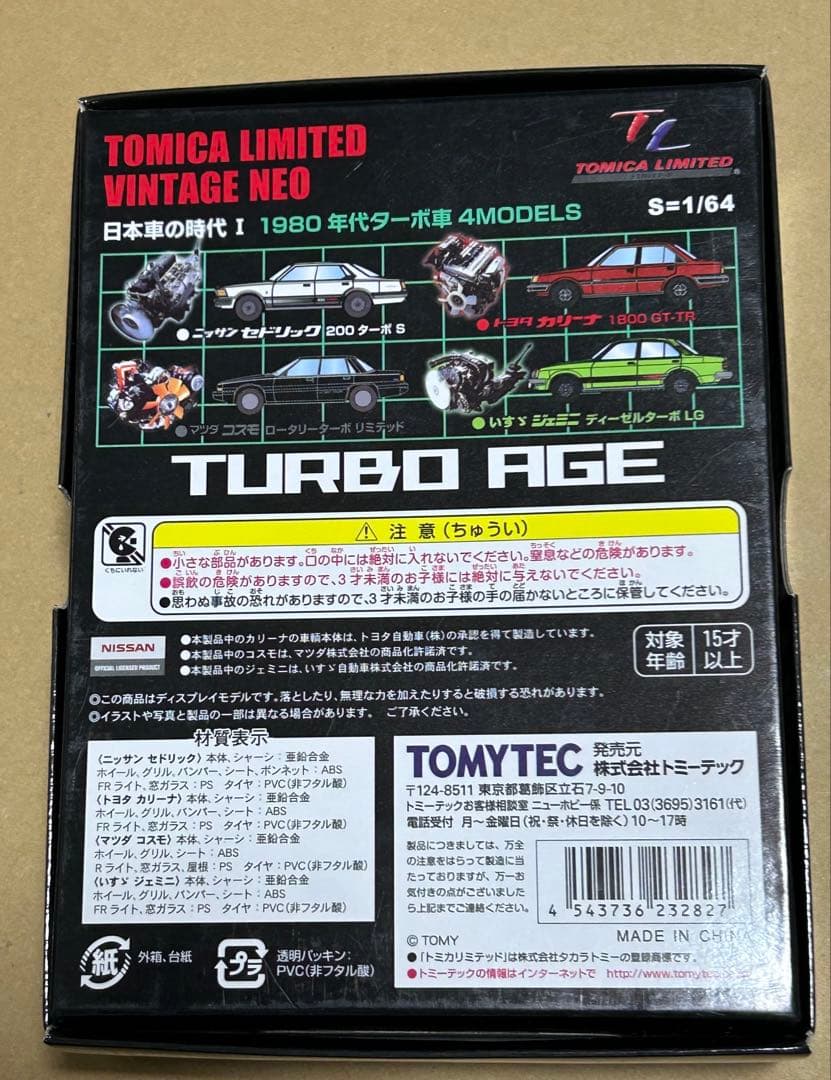 TOMICA LIMITED
VINTAGE NEO
TL
TOMICA LIMITED
S=1/64
日本車の時代 I 1980年代ターボ車 4MODELS
●ニッサン セドリック 200 ターボ S
●トヨタ カリーナ 1800 GT-TR
●マツダ コスモ ロータリーターボ リミテッド
●いすゞ ジェミニ ディーゼルターボ LG
TURBO AGE
くちにいれない
⚠ 注意(ちゅうい)
●小さな部品があります。口の中には絶対に入れないでください。窒息などの危険があります。
●誤飲の危険がありますので、3才未満のお子様には絶対に与えないでください。
●思わぬ事故の恐れがありますので、3才未満のお子様の手の届かないところに保管してください。
NISSAN
OFFICIAL LICENSED PRODUCT
●本製品中のカリーナの車輌本体は、トヨタ自動車(株)の承認を得て製造しています。
●本製品中のコスモは、マツダ株式会社の商品化許諾済です。
●本製品中のジェミニは、いすゞ自動車株式会社の商品化許諾済です。
対象年齢 15才以上
◎この商品はディスプレイモデルです。落としたり、無理な力を加えたりすると破損する恐れがあります。
◎イラストや写真と製品の一部は異なる場合があります。 ご了承ください。
材質表示
〈ニッサン セドリック〉本体、シャーシ:亜鉛合金
ホイール、グリル、バンパー、シート、ボンネット:ABS
FRライト、窓ガラス:PS タイヤ:PVC(非フタル酸)
〈トヨタ カリーナ〉本体、シャーシ:亜鉛合金
ホイール、グリル、バンパー、シート:ABS
FRライト、窓ガラス:PS タイヤ:PVC(非フタル酸)
〈マツダ コスモ〉本体、シャーシ:亜鉛合金
ホイール、グリル、シート:ABS
Rライト、窓ガラス、屋根:PS タイヤ:PVC(非フタル酸)
〈いすゞ ジェミニ〉本体、シャーシ:亜鉛合金
ホイール、グリル、バンパー、シート:ABS
FRライト、窓ガラス:PS タイヤ:PVC(非フタル酸)
紙 外箱、台紙
プラ 透明パッキン:
PVC(非フタル酸)
TOMYTEC 発売元
株式会社トミーテック
〒124-8511 東京都葛飾区立石7-9-10
トミーテックお客様相談室 ニューホビー係 TEL 03(3695)3161(代)
電話受付 月〜金曜日(祝・祭・休日を除く)10〜17時
製品につきましては、万全
の注意をはらって製造に当
たっておりますが、万一お
気付きの点がございました
ら上記までご連絡ください。
4 543736 232827
© TOMY
MADE IN CHINA
●「トミカリミテッド」は株式会社タカラトミーの登録商標です。
●トミーテックの情報はインターネットで http://www.tomytec